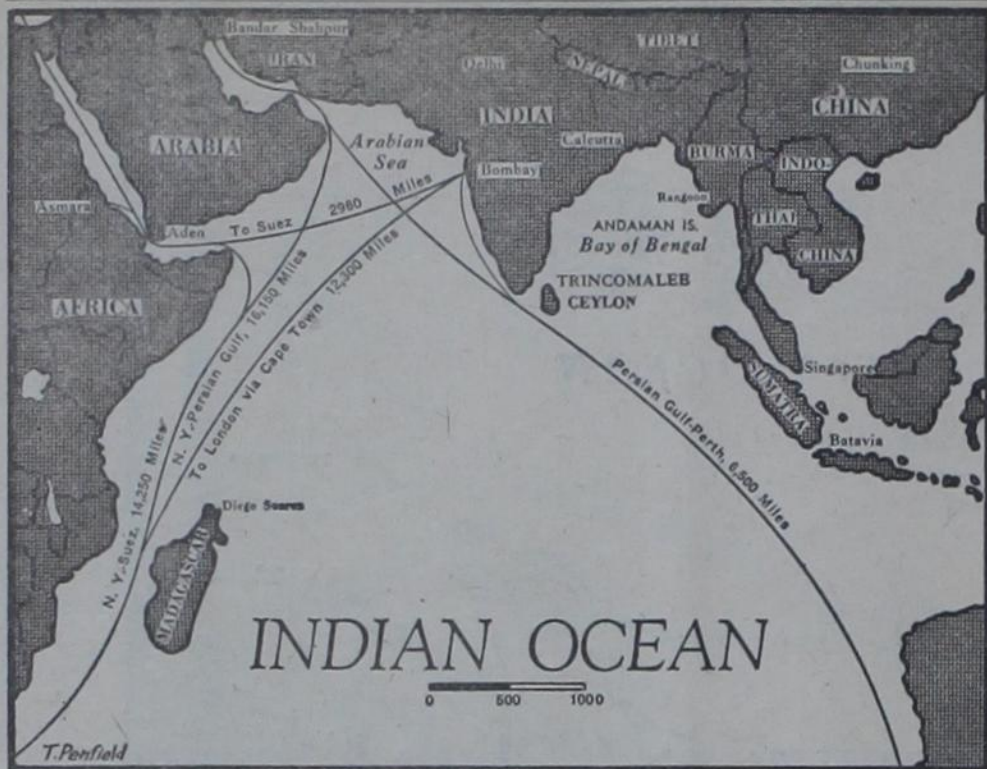 Bandar Shahpur
IRAN
Delhi
NEPAL
TIBET
Chunking
CHINA
INDIA
Calcutta
ARABIA
Arabian
Sea
BURMA
INDO-
Bombay
Asmara
Rangoon
Aden
To Suez 2980 Miles
ANDAMAN IS.
Bay of Bengal
THAI
CHINA
TRINCOMALEB
CEYLON
AFRICA
Singapore
SUMATRA
Batavia
N. Y.-Persian Gulf, 16,150 Miles
To London via Cape Town 12,300 Miles
Persian Gulf-Perth, 6,500 Miles
N. Y.-Suez, 14,250 Miles
Diego Suarez
MADAGASCAR
INDIAN OCEAN
0 500 1000
T. Penfield